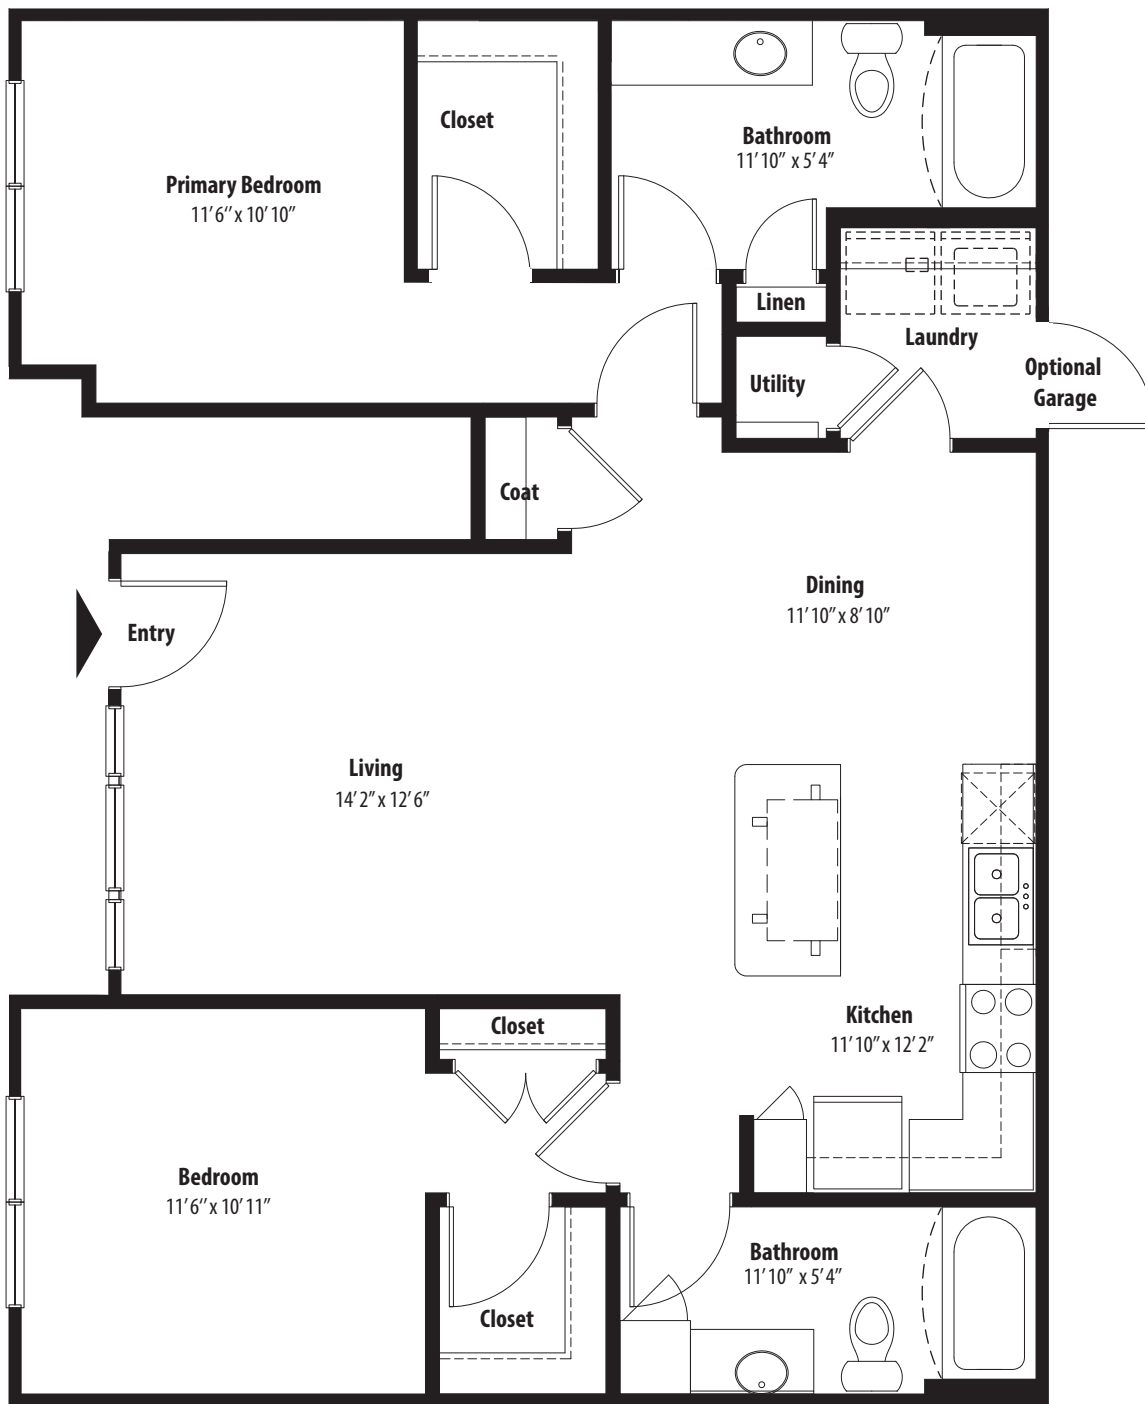 Closet
Bathroom
11'10" x 5'4"
Primary Bedroom
11'6" x 10'10"
Linen
Laundry
Optional
Garage
Utility
Coat
Dining
11'10" x 8'10"
Entry
Living
14'2" x 12'6"
Kitchen
11'10" x 12'2"
Closet
Bedroom
11'6" x 10'11"
Bathroom
11'10" x 5'4"
Closet